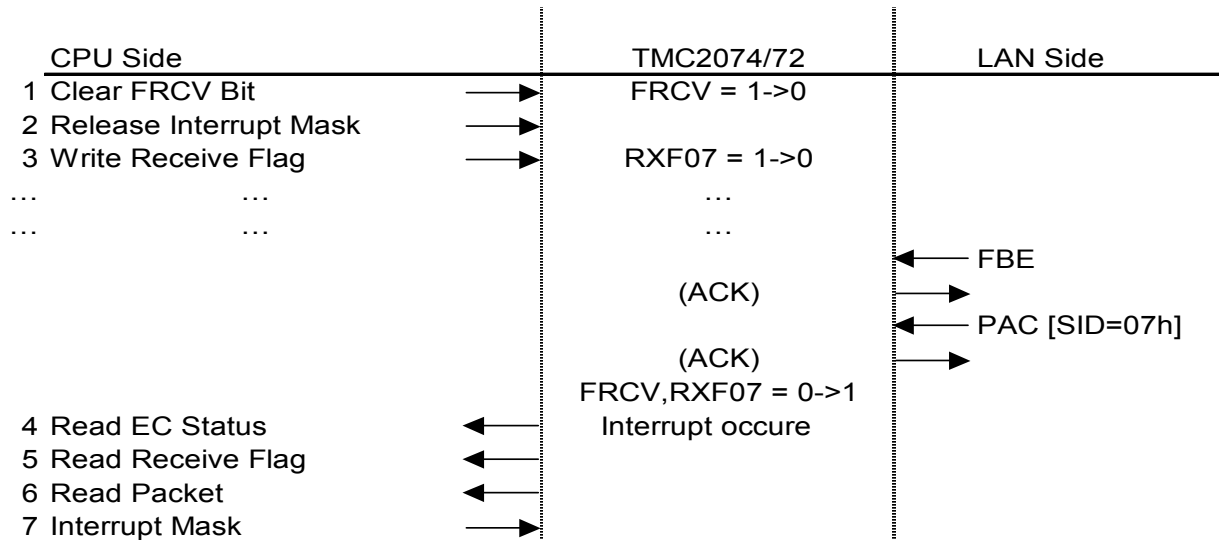 CPU Side TMC2074/72 LAN Side
1 Clear FRCV Bit FRCV = 1->0
2 Release Interrupt Mask
3 Write Receive Flag RXF07 = 1->0
... ... ...
... ... ...
FBE
(ACK)
PAC [SID=07h]
(ACK)
FRCV,RXF07 = 0->1
4 Read EC Status Interrupt occure
5 Read Receive Flag
6 Read Packet
7 Interrupt Mask